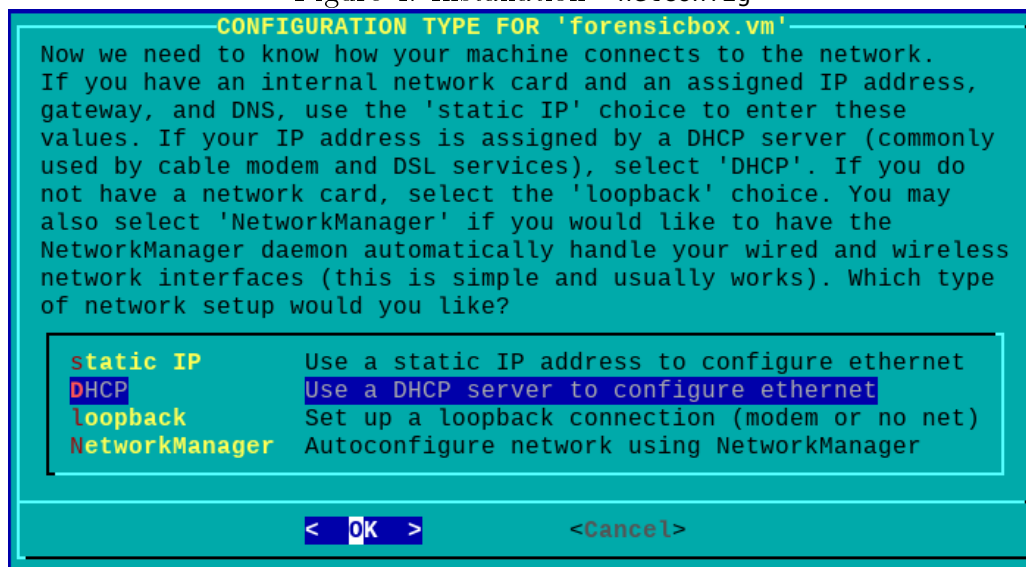 CONFIGURATION TYPE FOR 'forensicbox.vm'
Now we need to know how your machine connects to the network.
If you have an internal network card and an assigned IP address,
gateway, and DNS, use the 'static IP' choice to enter these
values. If your IP address is assigned by a DHCP server (commonly
used by cable modem and DSL services), select 'DHCP'. If you do
not have a network card, select the 'loopback' choice. You may
also select 'NetworkManager' if you would like to have the
NetworkManager daemon automatically handle your wired and wireless
network interfaces (this is simple and usually works). Which type
of network setup would you like?
static IP Use a static IP address to configure ethernet
DHCP Use a DHCP server to configure ethernet
loopback Set up a loopback connection (modem or no net)
NetworkManager Autoconfigure network using NetworkManager
< OK > <Cancel>